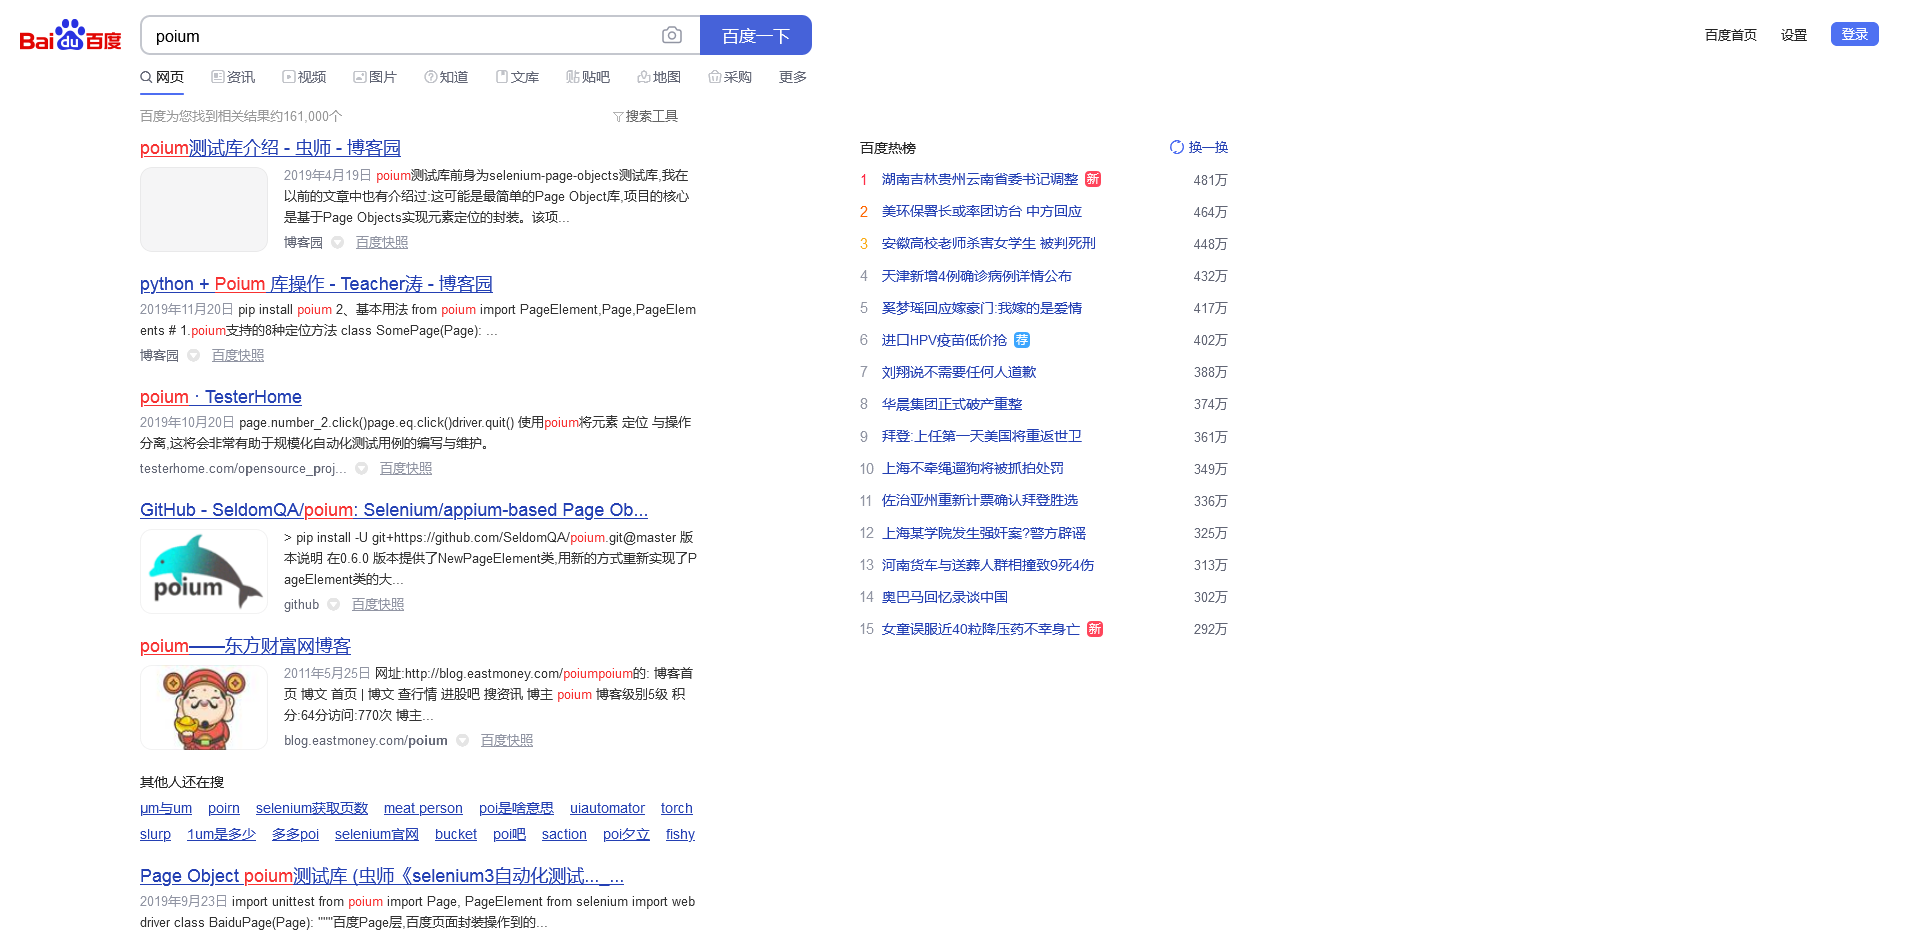 Bai du 百度
poium
百度一下
百度首页 设置 登录
网页 资讯 视频 图片 知道 文库 贴吧 地图 采购 更多
百度为您找到相关结果约161,000个 搜索工具
poium测试库介绍 - 虫师 - 博客园
2019年4月19日 poium测试库前身为selenium-page-objects测试库,我在
以前的文章中也有介绍过:这可能是最简单的Page Object库,项目的核心
是基于Page Objects实现元素定位的封装。该项...
博客园 百度快照
python + Poium 库操作 - Teacher涛 - 博客园
2019年11月20日 pip install poium 2、基本用法 from poium import PageElement,Page,PageElem
ents # 1.poium支持的8种定位方法 class SomePage(Page): ...
博客园 百度快照
poium · TesterHome
2019年10月20日 page.number_2.click()page.eq.click()driver.quit() 使用poium将元素 定位 与操作
分离,这将会非常有助于规模化自动化测试用例的编写与维护。
testerhome.com/opensource_proj... 百度快照
GitHub - SeldomQA/poium: Selenium/appium-based Page Ob...
poium
> pip install -U git+https://github.com/SeldomQA/poium.git@master 版
本说明 在0.6.0 版本提供了NewPageElement类,用新的方式重新实现了P
ageElement类的大...
github 百度快照
poium——东方财富网博客
2011年5月25日 网址:http://blog.eastmoney.com/poiumpoium的: 博客首
页 博文 首页 | 博文 查行情 进股吧 搜资讯 博主 poium 博客级别5级 积
分:64分访问:770次 博主...
blog.eastmoney.com/poium 百度快照
其他人还在搜
μm与um poirn selenium获取页数 meat person poi是啥意思 uiautomator torch
slurp 1um是多少 多多poi selenium官网 bucket poi吧 saction poi夕立 fishy
Page Object poium测试库 (虫师《selenium3自动化测试..._...
2019年9月23日 import unittest from poium import Page, PageElement from selenium import web
driver class BaiduPage(Page): """百度Page层,百度页面封装操作到的...
百度热榜 换一换
1 湖南吉林贵州云南省委书记调整 新 481万
2 美环保署长或率团访台 中方回应 464万
3 安徽高校老师杀害女学生 被判死刑 448万
4 天津新增4例确诊病例详情公布 432万
5 奚梦瑶回应嫁豪门:我嫁的是爱情 417万
6 进口HPV疫苗低价抢 荐 402万
7 刘翔说不需要任何人道歉 388万
8 华晨集团正式破产重整 374万
9 拜登:上任第一天美国将重返世卫 361万
10 上海不牵绳遛狗将被抓拍处罚 349万
11 佐治亚州重新计票确认拜登胜选 336万
12 上海某学院发生强奸案?警方辟谣 325万
13 河南货车与送葬人群相撞致9死4伤 313万
14 奥巴马回忆录谈中国 302万
15 女童误服近40粒降压药不幸身亡 新 292万